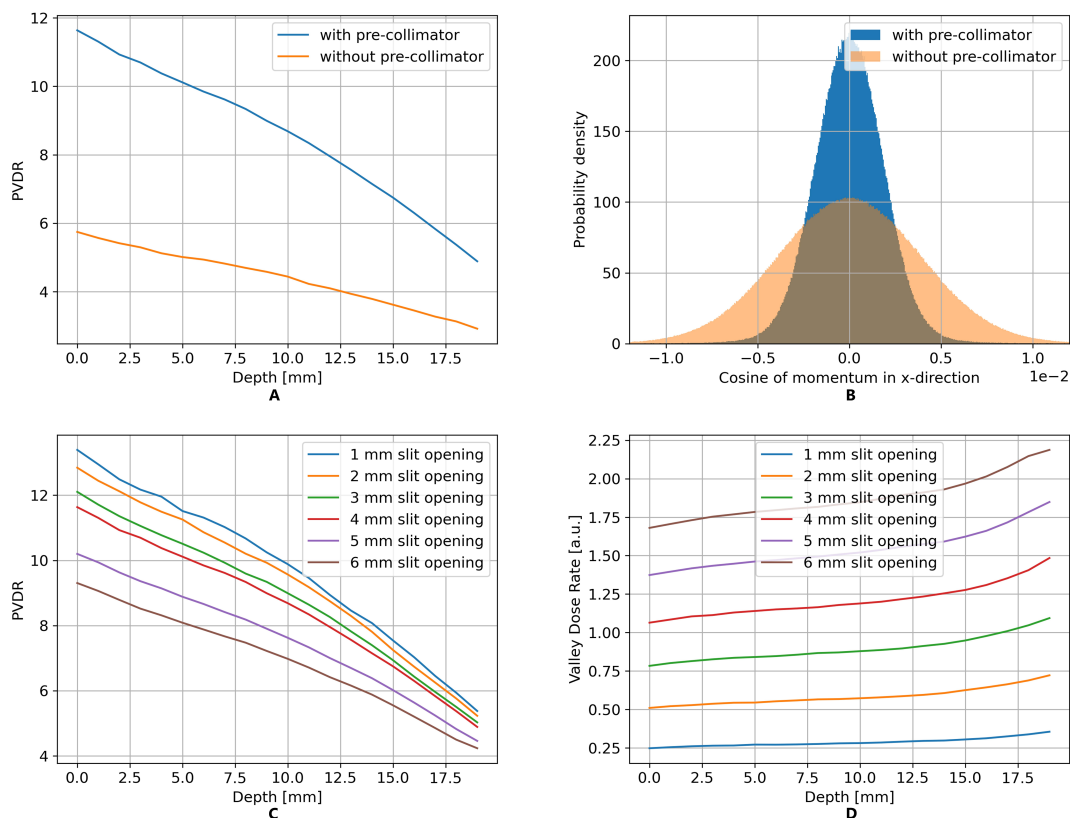 12
10
8
6
4
PVDR
with pre-collimator
without pre-collimator
0.0 2.5 5.0 7.5 10.0 12.5 15.0 17.5
Depth [mm]
A
200
150
100
50
0
Probability density
with pre-collimator
without pre-collimator
−1.0 −0.5 0.0 0.5 1.0
1e−2
Cosine of momentum in x-direction
B
12
10
8
6
4
PVDR
1 mm slit opening
2 mm slit opening
3 mm slit opening
4 mm slit opening
5 mm slit opening
6 mm slit opening
0.0 2.5 5.0 7.5 10.0 12.5 15.0 17.5
Depth [mm]
C
2.25
2.00
1.75
1.50
1.25
1.00
0.75
0.50
0.25
Valley Dose Rate [a.u.]
1 mm slit opening
2 mm slit opening
3 mm slit opening
4 mm slit opening
5 mm slit opening
6 mm slit opening
0.0 2.5 5.0 7.5 10.0 12.5 15.0 17.5
Depth [mm]
D